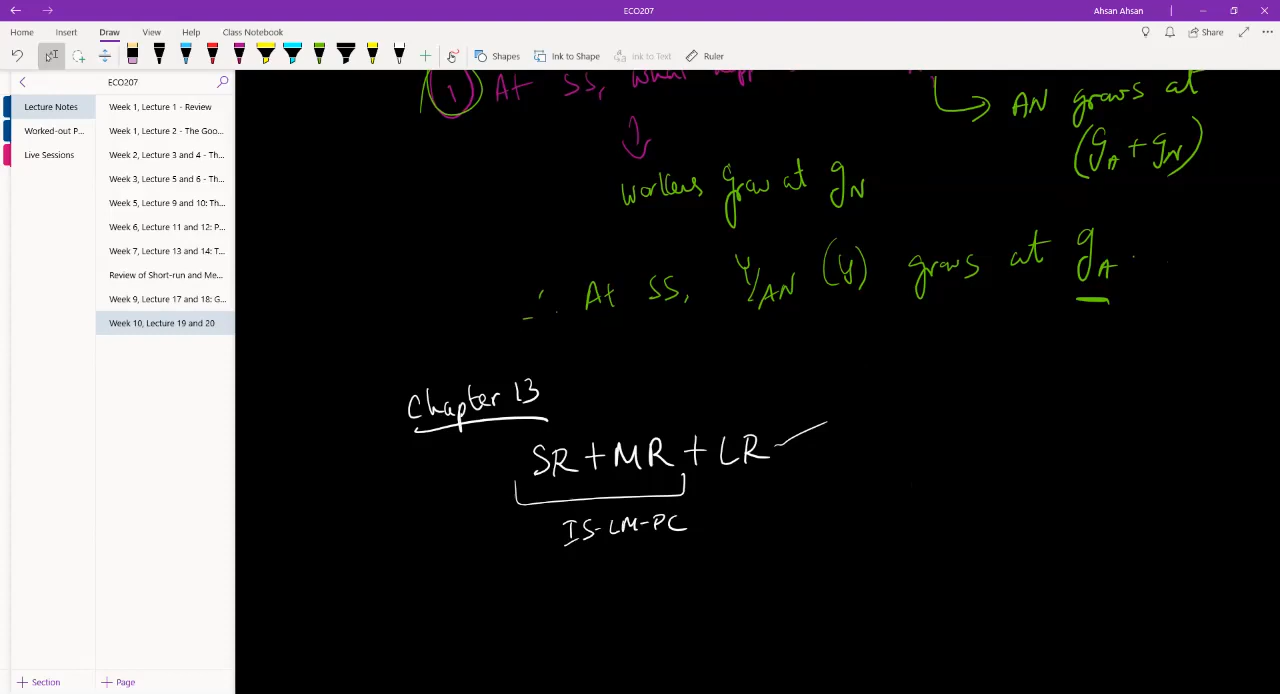 ECO207
Ahsan Ahsan
Home Insert Draw View Help Class Notebook
Share
Shapes Ink to Shape Ink to Text Ruler
ECO207
Lecture Notes
Worked-out P...
Live Sessions
Week 1, Lecture 1 - Review
Week 1, Lecture 2 - The Goo...
Week 2, Lecture 3 and 4 - Th...
Week 3, Lecture 5 and 6 - Th...
Week 5, Lecture 9 and 10: Th...
Week 6, Lecture 11 and 12: P...
Week 7, Lecture 13 and 14: T...
Review of Short-run and Me...
Week 9, Lecture 17 and 18: G...
Week 10, Lecture 19 and 20
+ Section
+ Page
1 At SS, what
AN grows at
(gA + gN)
workers grow at gN
∴ At SS, Y/AN (y) grows at gA
Chapter 13
SR + MR + LR
IS-LM-PC